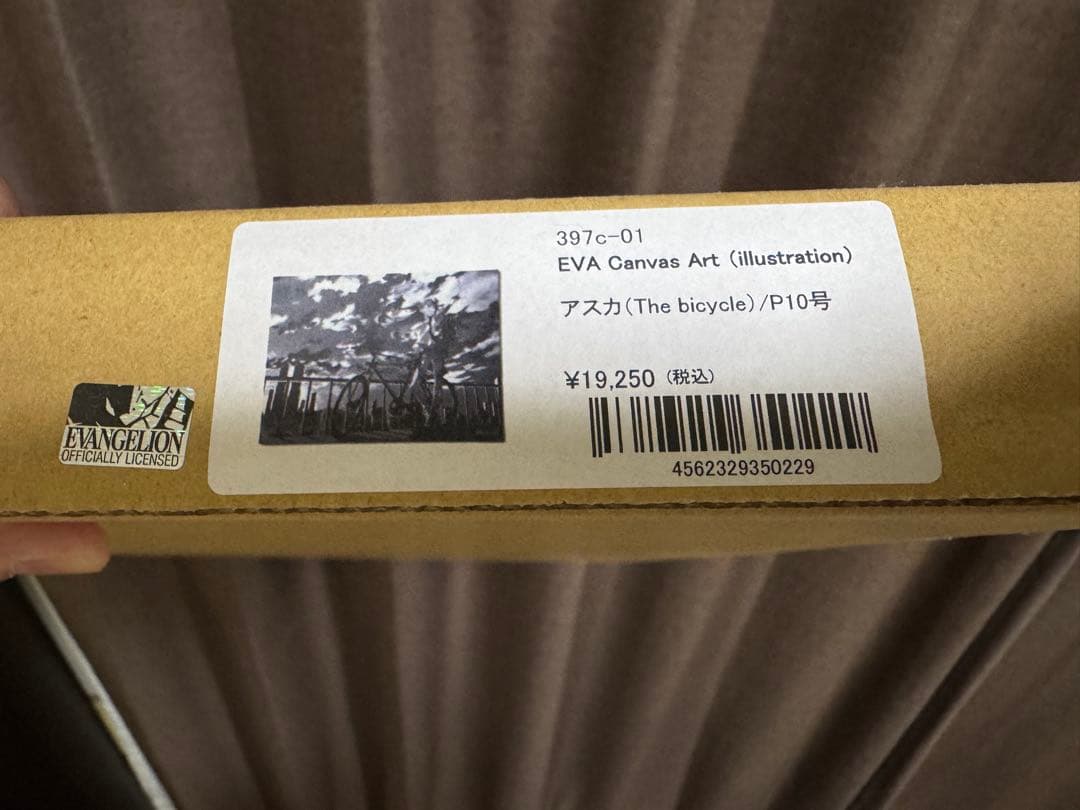 397c-01
EVA Canvas Art (illustration)
アスカ(The bicycle)/P10号
¥19,250 (税込)
4562329350229
EVANGELION
OFFICIALLY LICENSED